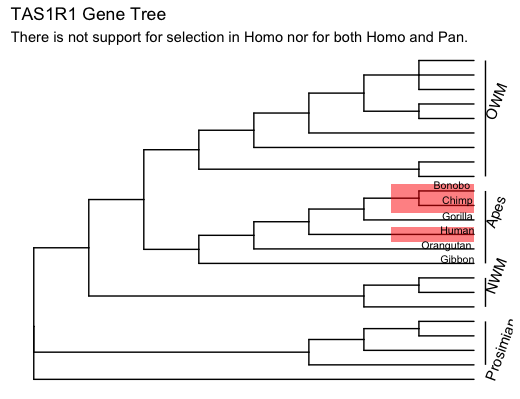 TAS1R1 Gene Tree
There is not support for selection in Homo nor for both Homo and Pan.
OWM
Bonobo
Chimp
Gorilla
Human
Orangutan
Gibbon
Apes
NWM
Prosimian